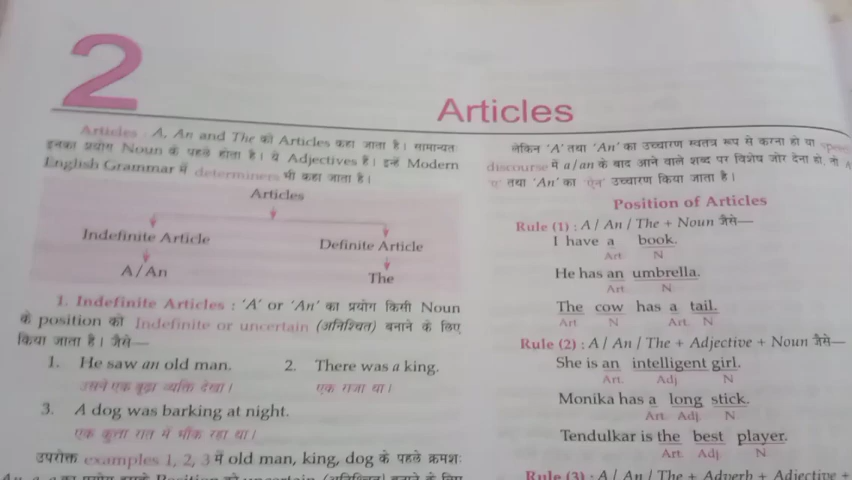 2
Articles
Articles : A, An and The को Articles कहा जाता है। सामान्यतः
इनका प्रयोग Noun के पहले होता है। ये Adjectives हैं। इन्हें Modern
English Grammar में determiners भी कहा जाता है।
Articles
Indefinite Article
Definite Article
A/An
The
1. Indefinite Articles : 'A' or 'An' का प्रयोग किसी Noun
के position को Indefinite or uncertain (अनिश्चित) बनाने के लिए
किया जाता है। जैसे—
1. He saw an old man. 2. There was a king.
उसने एक बूढ़ा व्यक्ति देखा। एक राजा था।
3. A dog was barking at night.
एक कुत्ता रात में भौंक रहा था।
उपरोक्त examples 1, 2, 3 में old man, king, dog के पहले क्रमशः
लेकिन 'A' तथा 'An' का उच्चारण स्वतंत्र रूप से करना हो या
discourse में a/an के बाद आने वाले शब्द पर विशेष जोर देना हो, तो
'ए' तथा 'An' का 'ऐन' उच्चारण किया जाता है।
Position of Articles
Rule (1) : A / An / The + Noun जैसे—
I have a book.
Art. N
He has an umbrella.
Art. N
The cow has a tail.
Art. N Art. N
Rule (2) : A / An / The + Adjective + Noun जैसे—
She is an intelligent girl.
Art. Adj. N
Monika has a long stick.
Art. Adj. N
Tendulkar is the best player.
Art. Adj. N
Rule (3) : A / An / The + Adverb + Adjective +